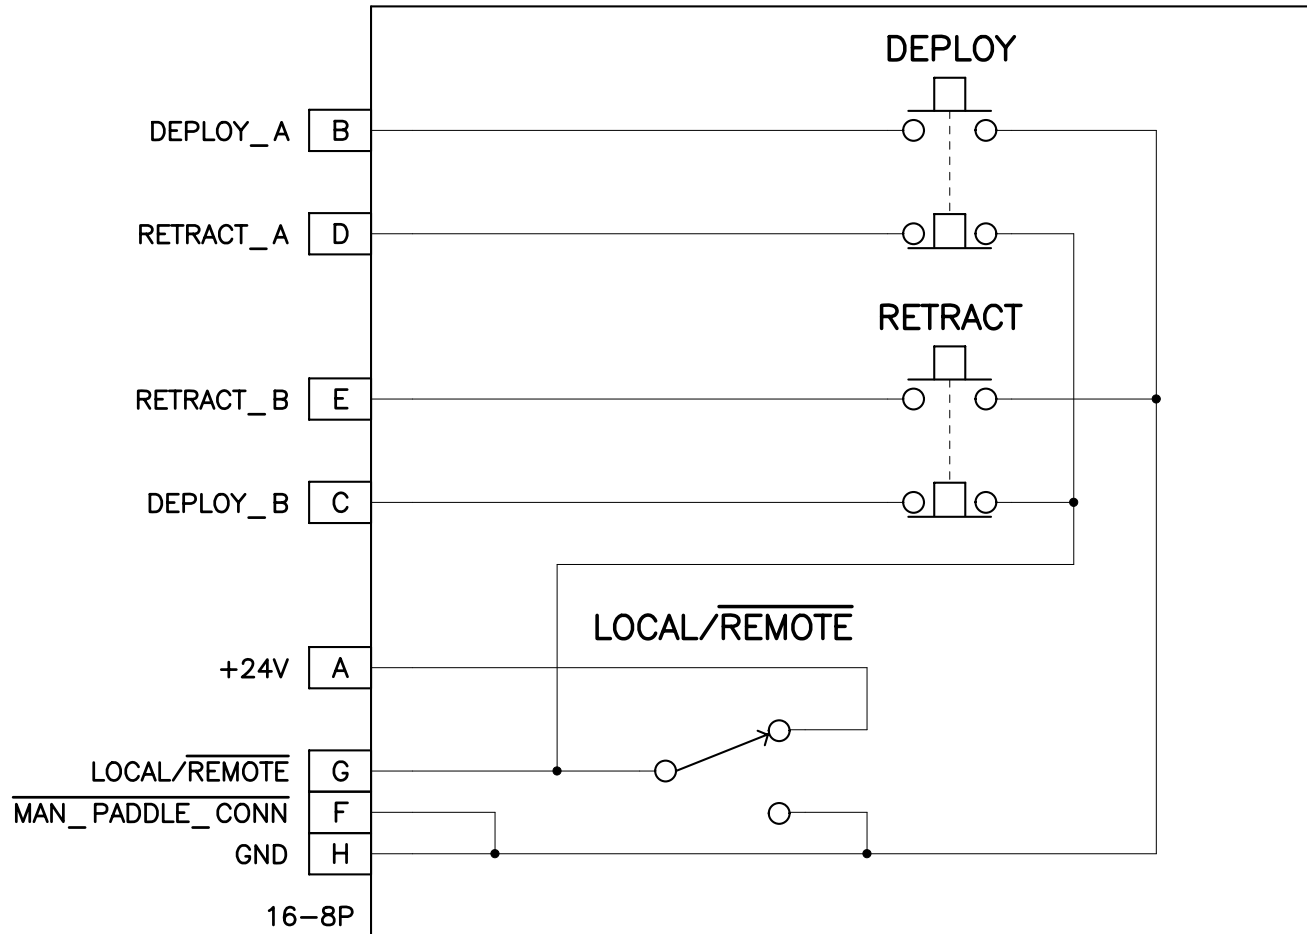 DEPLOY
DEPLOY_A B
RETRACT_A D
RETRACT
RETRACT_B E
DEPLOY_B C
LOCAL/REMOTE
+24V A
LOCAL/REMOTE G
MAN_PADDLE_CONN F
GND H
16-8P